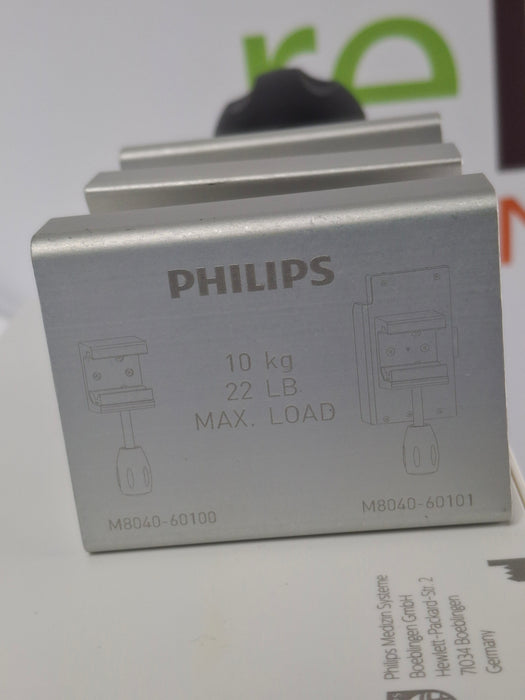 re
PHILIPS
10 kg
22 LB
MAX. LOAD
M8040-60100
M8040-60101
Philips Medizin Systeme
Boeblingen GmbH
Hewlett-Packard-Str. 2
71034 Boeblingen
Germany